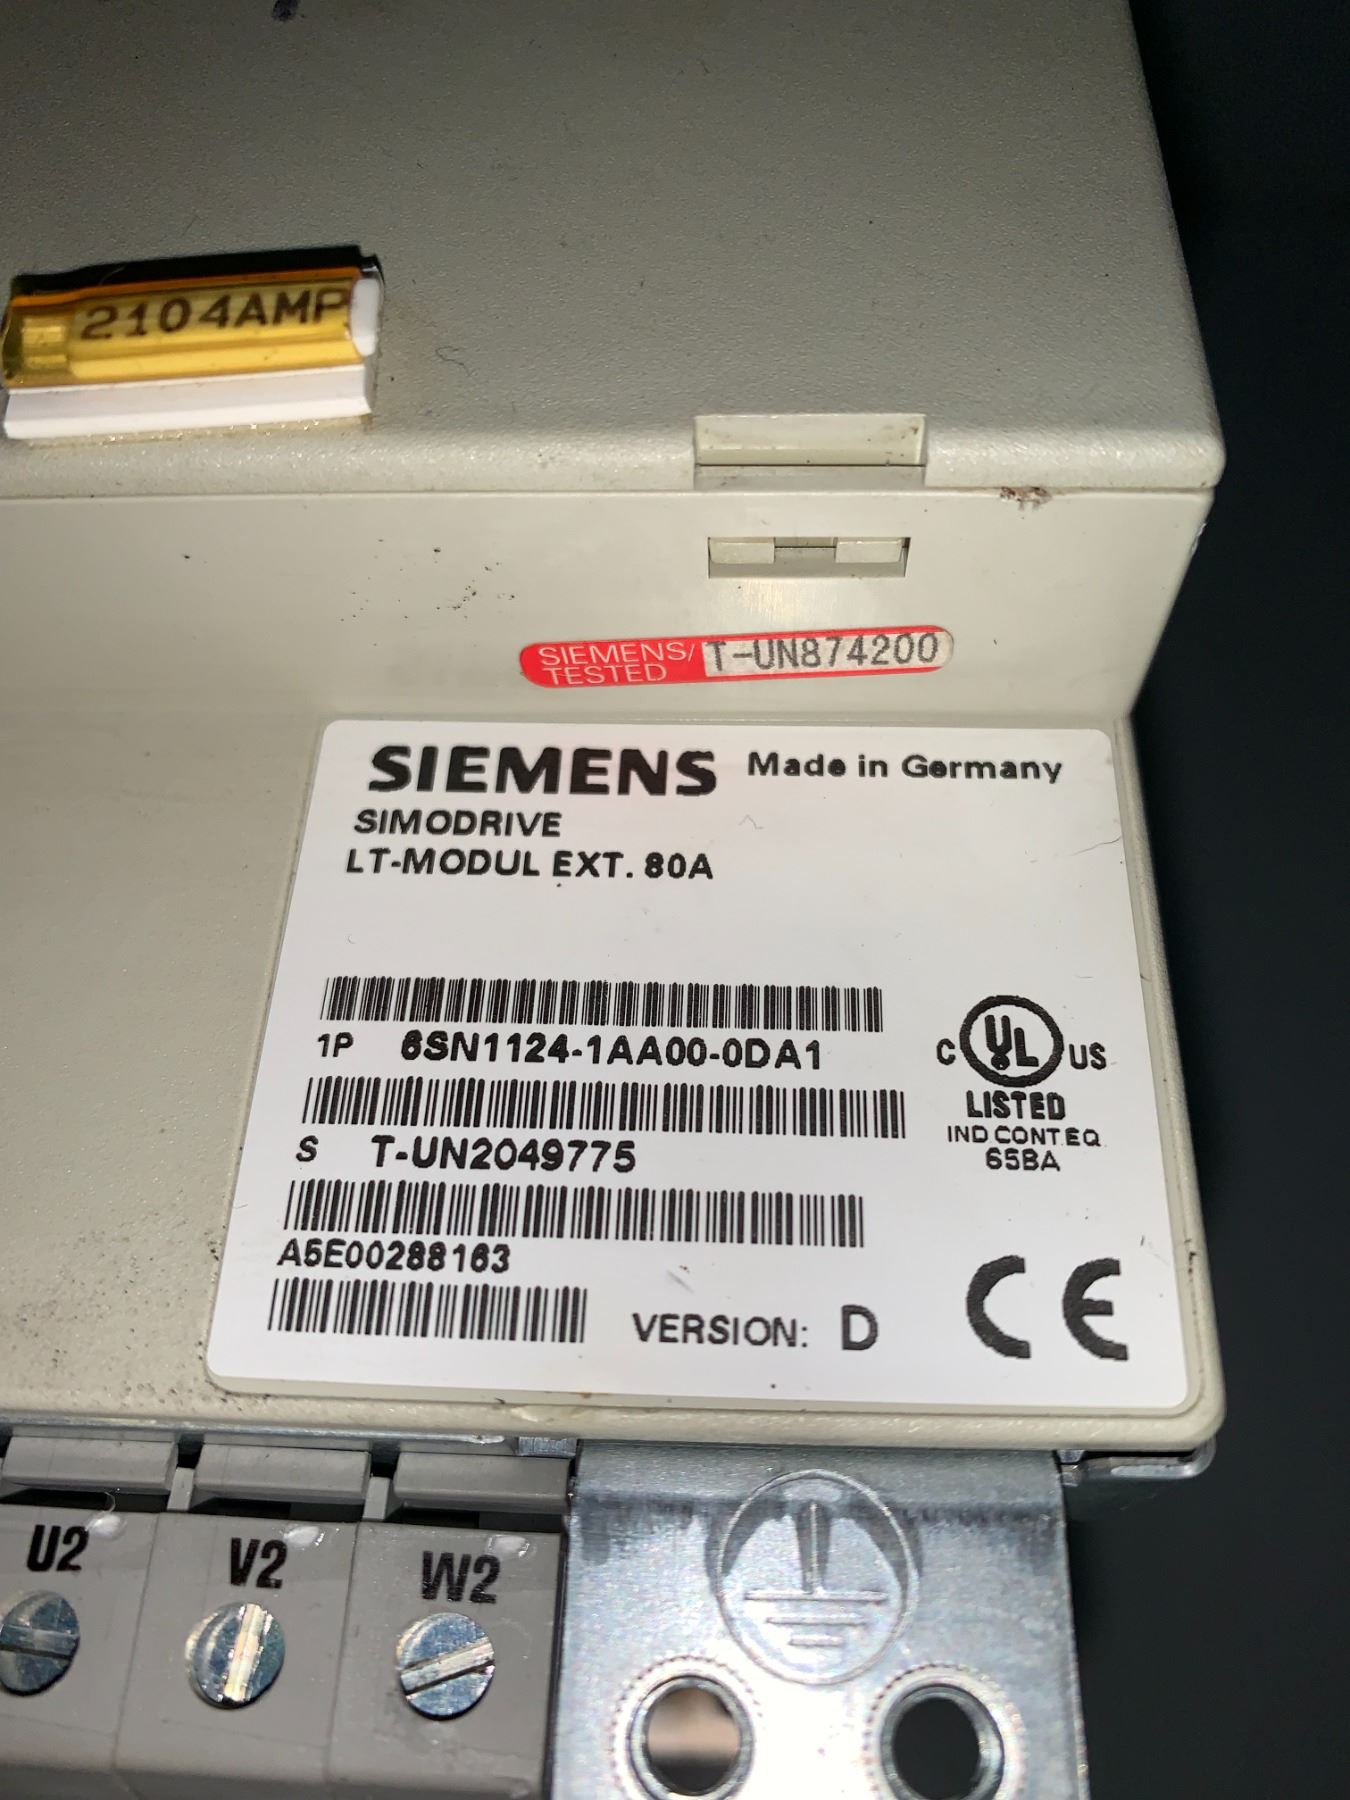 2104AMP
SIEMENS/
TESTED
T-UN874200
SIEMENS Made in Germany
SIMODRIVE
LT-MODUL EXT. 80A
1P 6SN1124-1AA00-0DA1
C UL US
LISTED
IND CONT.EQ
65BA
S T-UN2049775
A5E00288163
VERSION: D
CE
U2
V2
W2